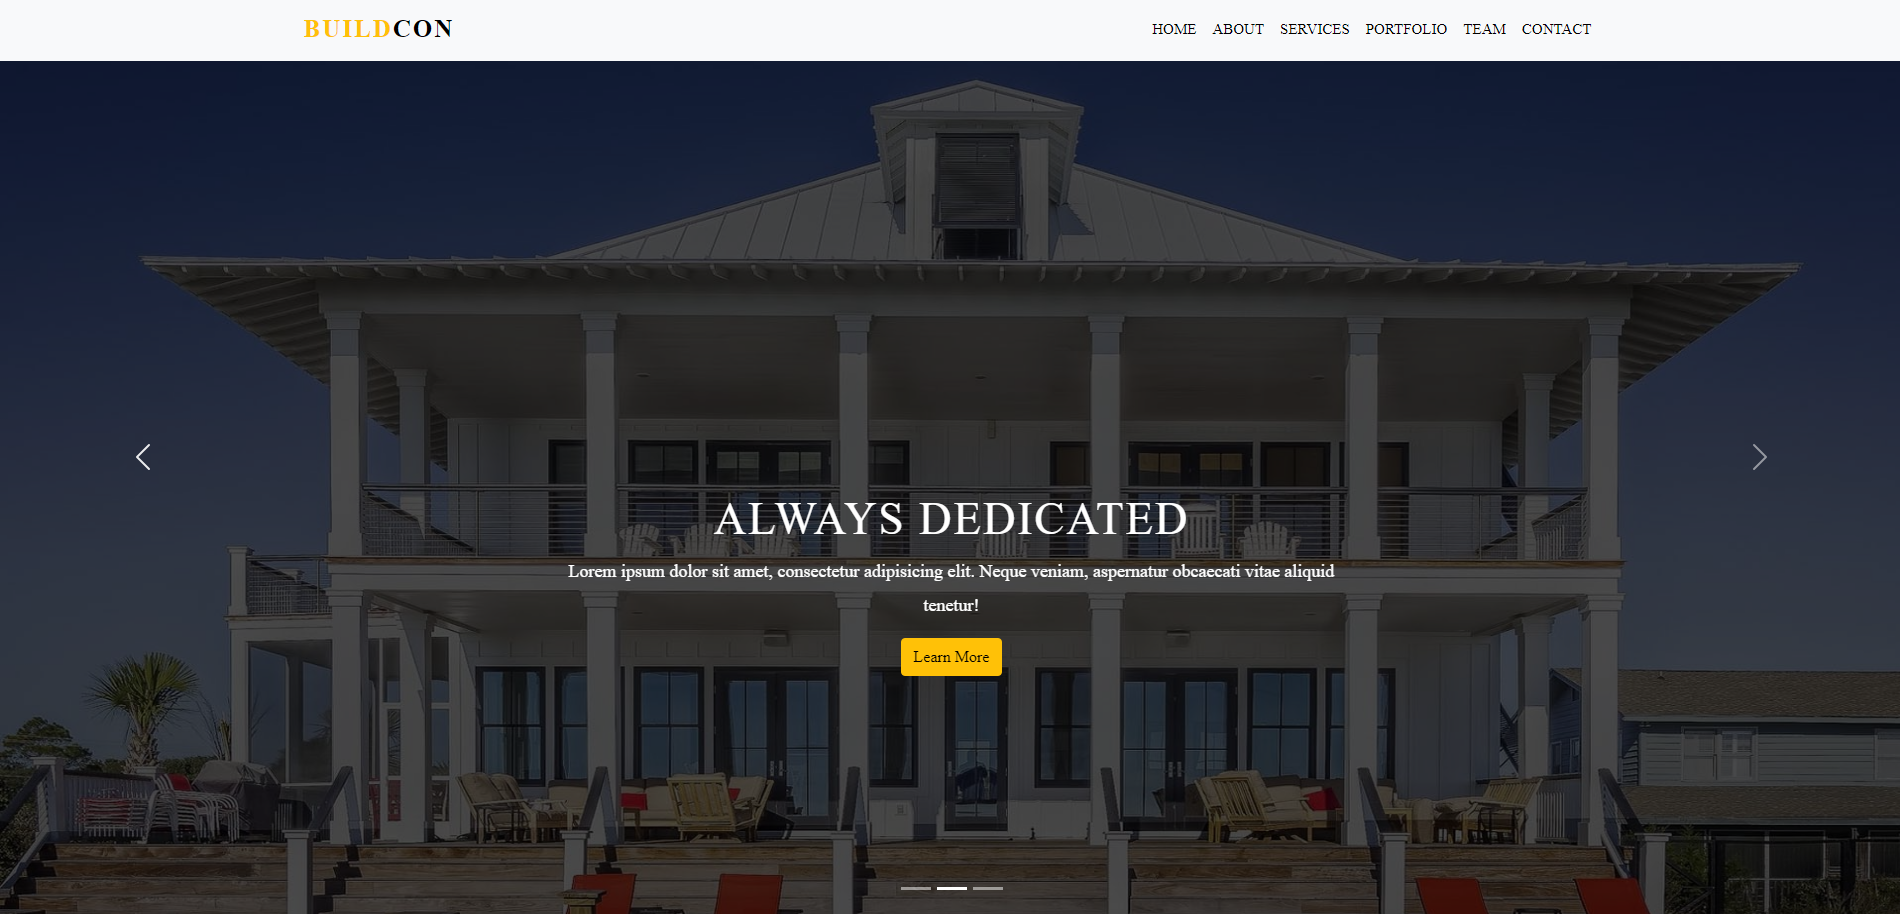 BUILDCON
HOME ABOUT SERVICES PORTFOLIO TEAM CONTACT
ALWAYS DEDICATED
Lorem ipsum dolor sit amet, consectetur adipisicing elit. Neque veniam, aspernatur obcaecati vitae aliquid
tenetur!
Learn More